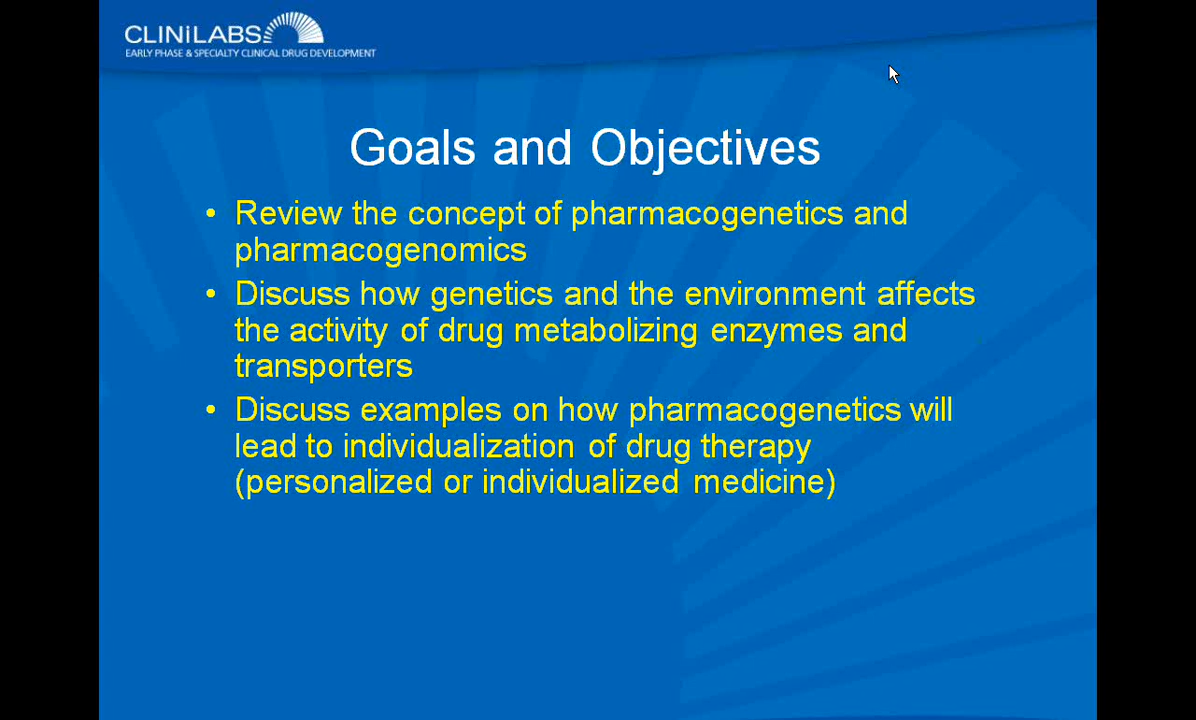 CLINiLABS
EARLY PHASE & SPECIALTY CLINICAL DRUG DEVELOPMENT
Goals and Objectives
• Review the concept of pharmacogenetics and
pharmacogenomics
• Discuss how genetics and the environment affects
the activity of drug metabolizing enzymes and
transporters
• Discuss examples on how pharmacogenetics will
lead to individualization of drug therapy
(personalized or individualized medicine)